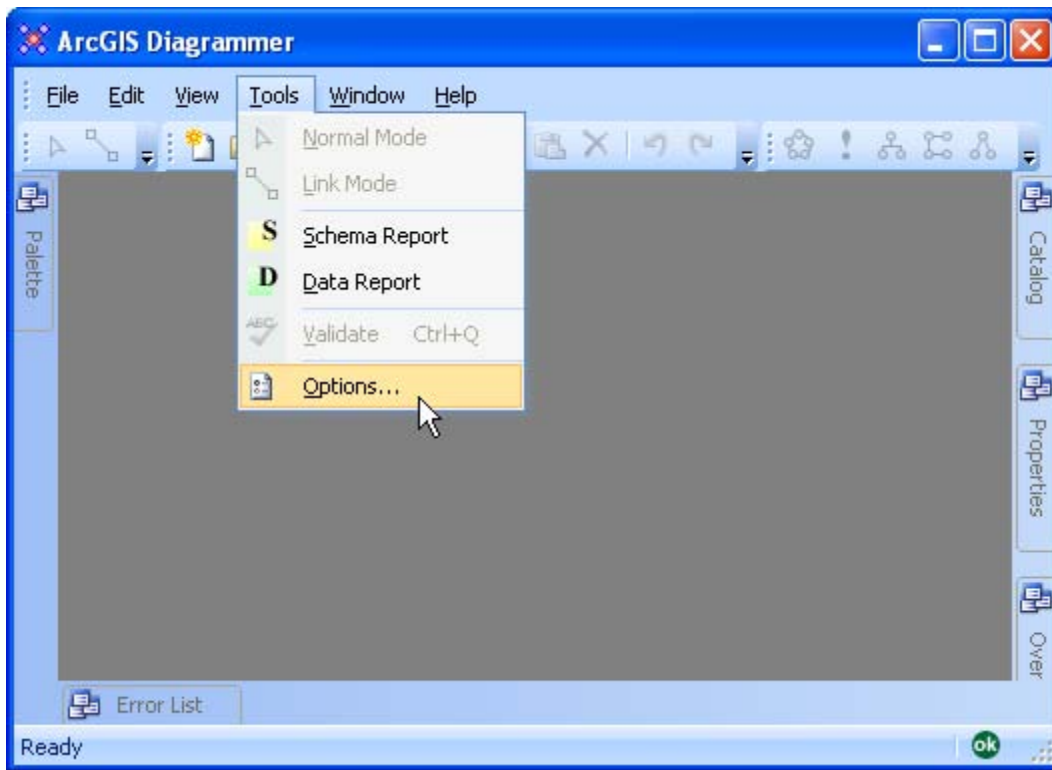 ArcGIS Diagrammer
File Edit View Tools Window Help
Normal Mode
Link Mode
S Schema Report
D Data Report
ABC Validate Ctrl+Q
Options...
Palette
Catalog
Properties
Over
Error List
Ready
ok